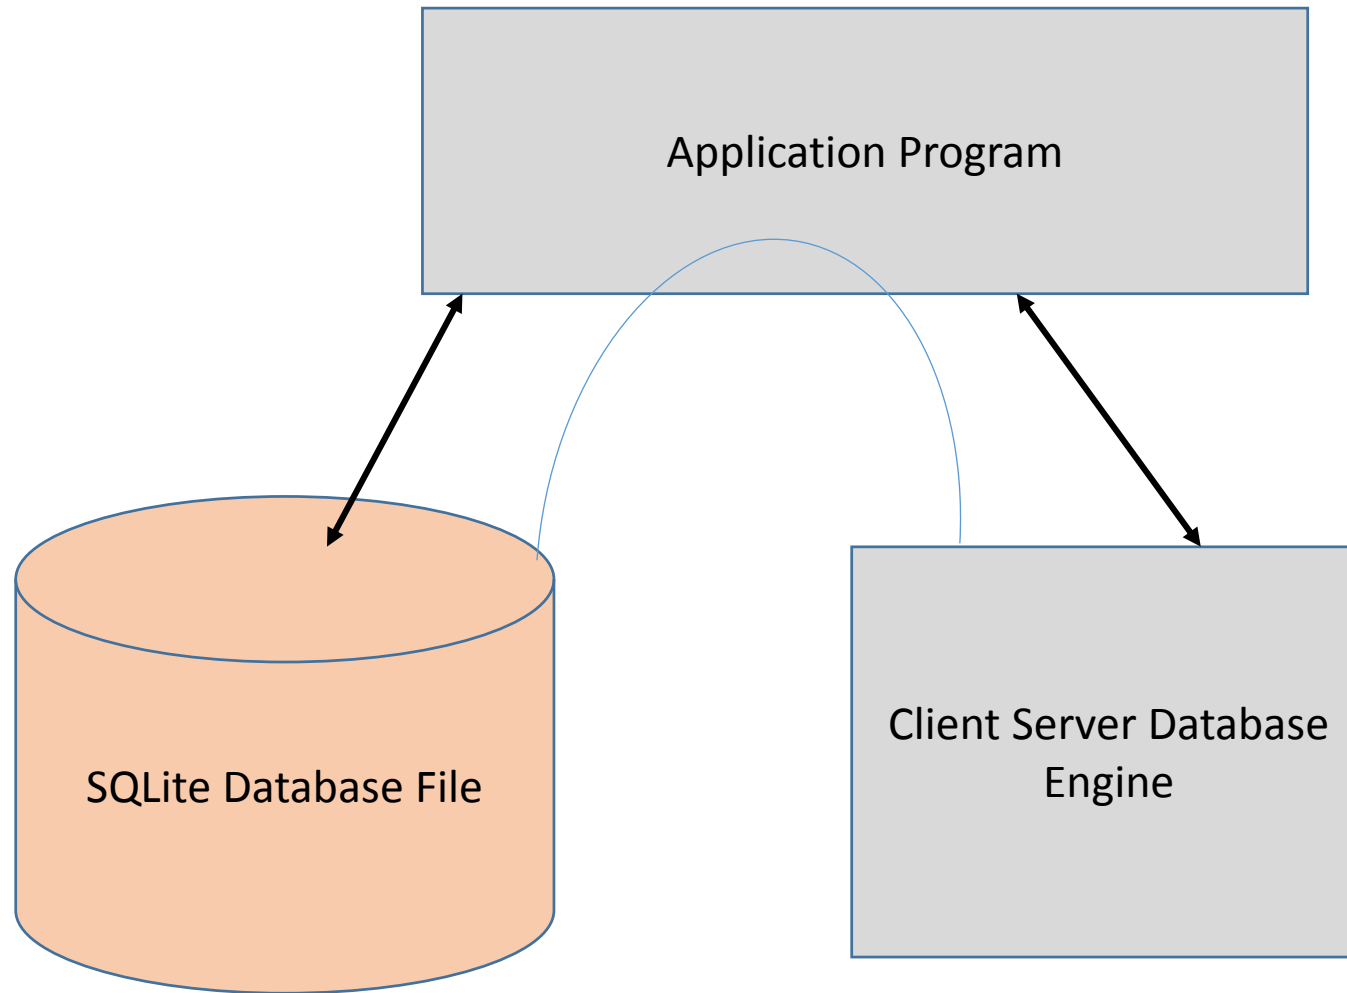 Application Program
SQLite Database File
Client Server Database
Engine